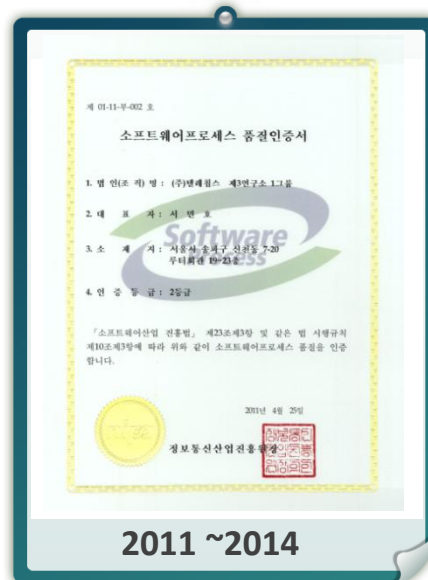 제 01-11-부-002 호
소프트웨어프로세스 품질인증서
1. 법 인(조 직) 명 : (주)텔레칩스 제3연구소 1그룹
2. 대 표 자 : 서 민 호
3. 소 재 지 : 서울시 송파구 신천동 7-20
루터회관 19~23층
Software
Process
4. 인 증 등 급 : 2등급
「소프트웨어산업 진흥법」 제23조제3항 및 같은 법 시행규칙
제10조제3항에 따라 위와 같이 소프트웨어프로세스 품질을 인증
합니다.
2011년 4월 25일
정보통신산업진흥원장
2011 ~2014